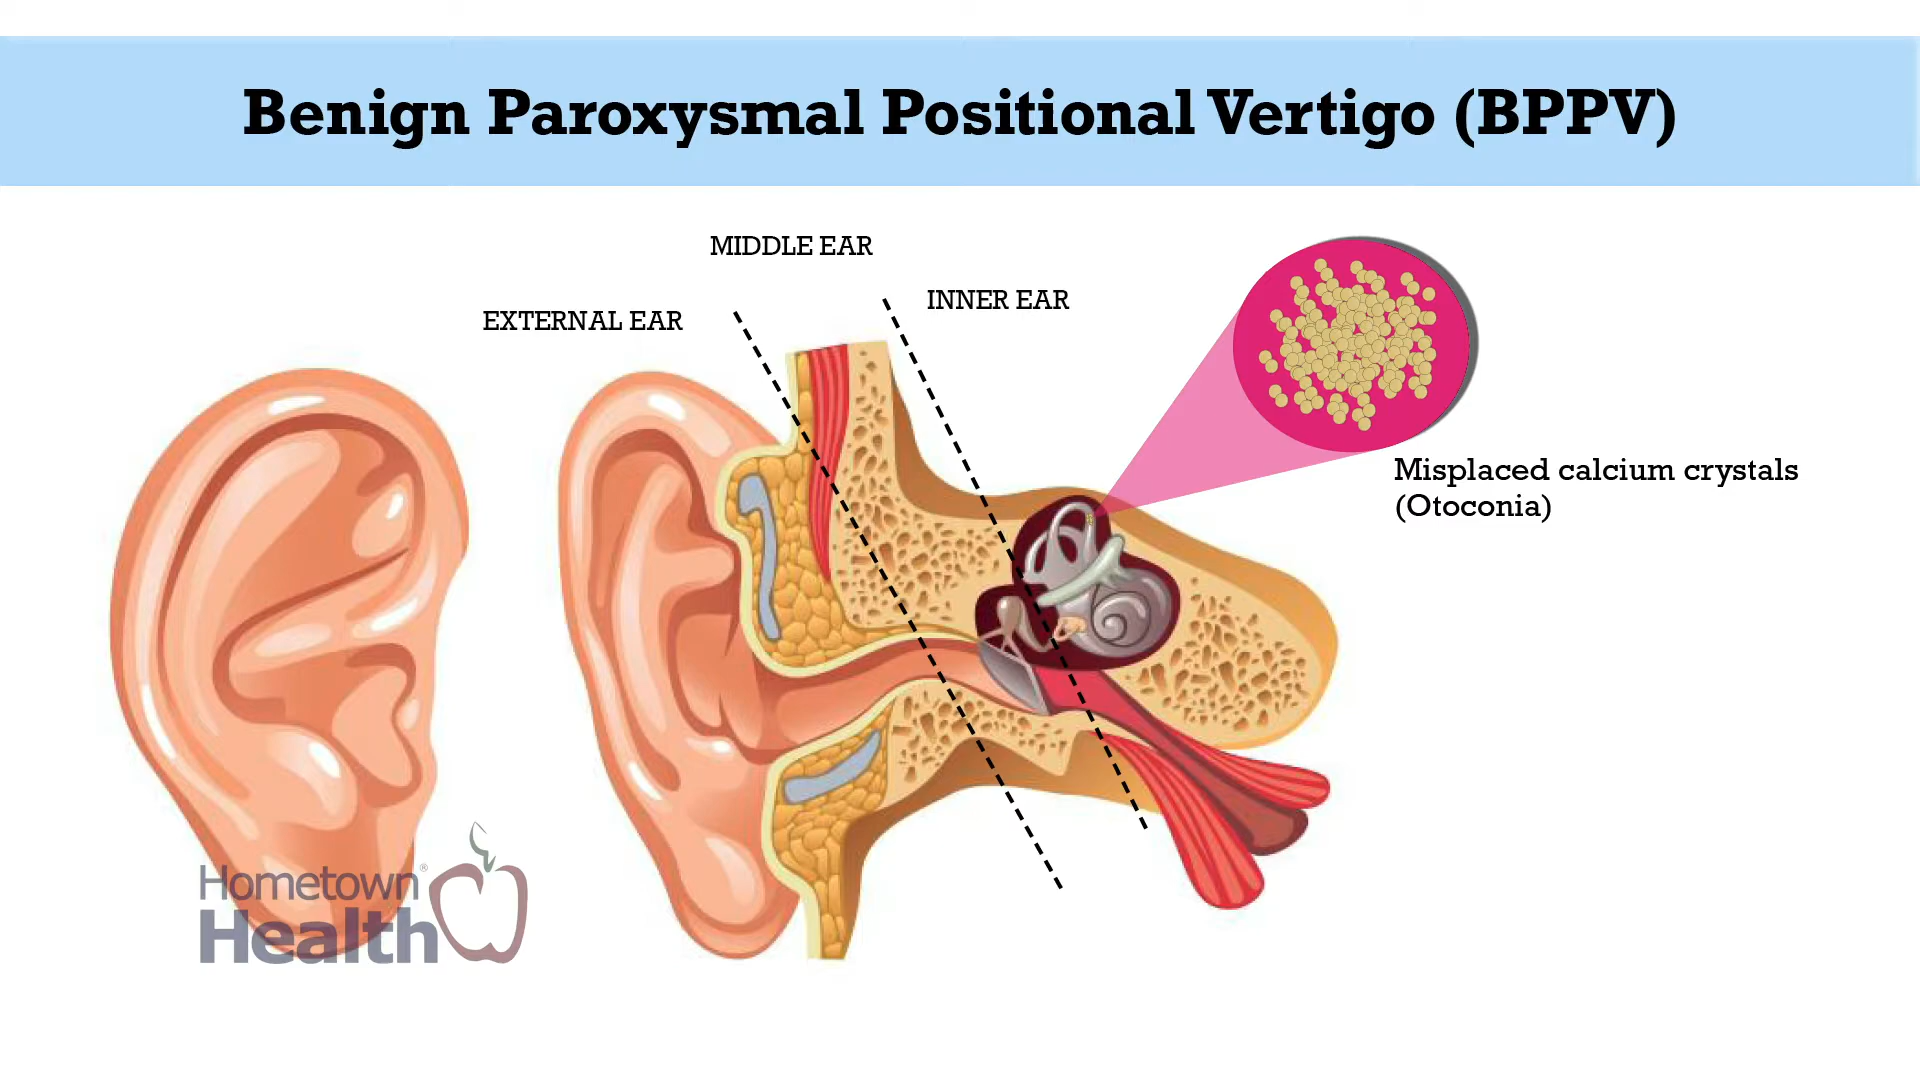 Benign Paroxysmal Positional Vertigo (BPPV)
MIDDLE EAR
INNER EAR
EXTERNAL EAR
Misplaced calcium crystals
(Otoconia)
Hometown®
Health